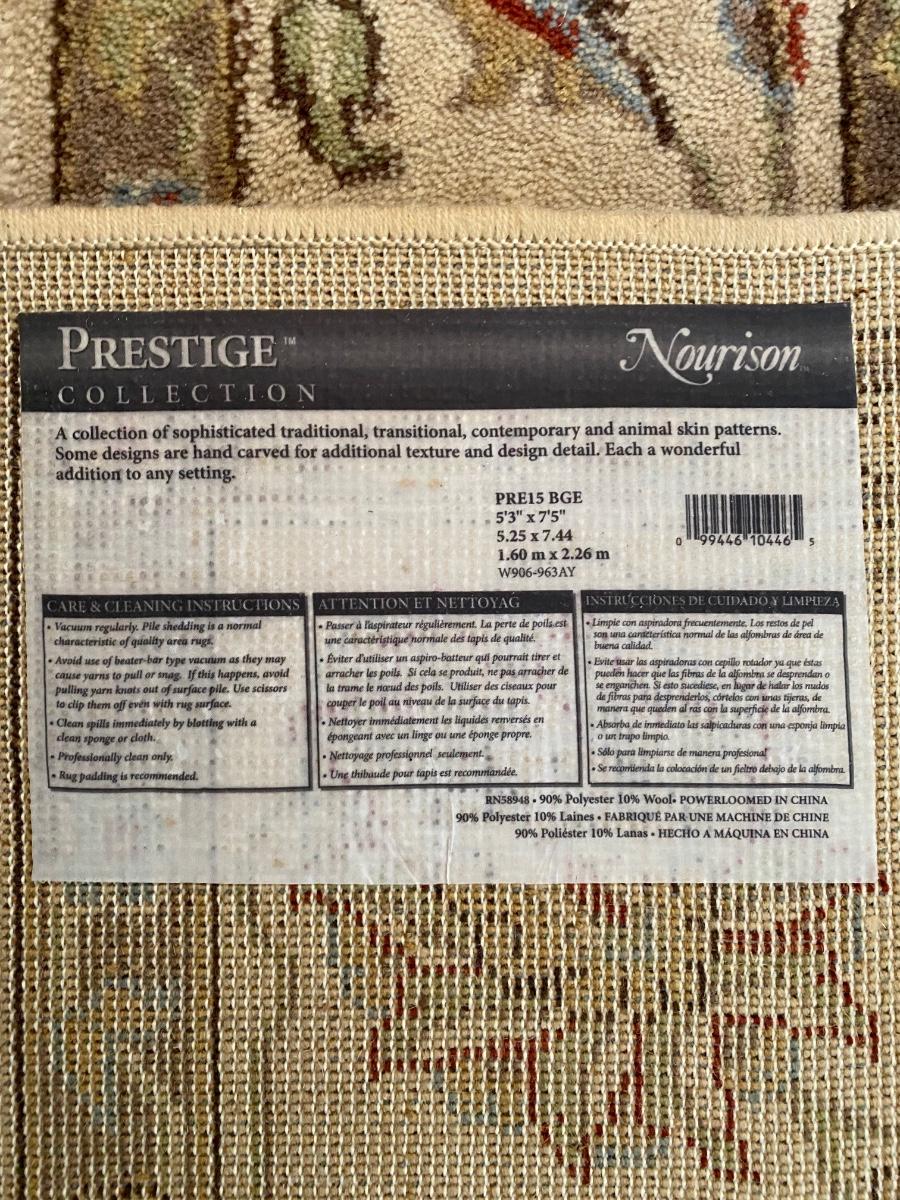 PRESTIGE™
COLLECTION
Nourison
A collection of sophisticated traditional, transitional, contemporary and animal skin patterns.
Some designs are hand carved for additional texture and design detail. Each a wonderful
addition to any setting.
PRE15 BGE
5'3" x 7'5"
5.25 x 7.44
1.60 m x 2.26 m
W906-963AY
0 99446 10446 5
CARE & CLEANING INSTRUCTIONS
• Vacuum regularly. Pile shedding is a normal
characteristic of quality area rugs.
• Avoid use of beater-bar type vacuum as they may
cause yarns to pull or snag. If this happens, avoid
pulling yarn knots out of surface pile. Use scissors
to clip them off even with rug surface.
• Clean spills immediately by blotting with a
clean sponge or cloth.
• Professionally clean only.
• Rug padding is recommended.
ATTENTION ET NETTOYAG
• Passer à l'aspirateur régulièrement. La perte de poils est
une caractéristique normale des tapis de qualité.
• Éviter d'utiliser un aspiro-batteur qui pourrait tirer et
arracher les poils. Si cela se produit, ne pas arracher de
la trame le nœud des poils. Utiliser des ciseaux pour
couper le poil au niveau de la surface du tapis.
• Nettoyer immédiatement les liquides renversés en
épongeant avec un linge ou une éponge propre.
• Nettoyage professionnel seulement.
• Une thibaude pour tapis est recommandée.
INSTRUCCIONES DE CUIDADO Y LIMPIEZA
• Limpie con aspiradora frecuentemente. Los restos de pel
son una característica normal de las alfombras de área de
buena calidad.
• Evite usar las aspiradoras con cepillo rotador ya que éstas
pueden hacer que las fibras de la alfombra se desprendan o
se enganchen. Si esto sucediese, en lugar de halar los nudos
de fibras para desprenderlos, córtelos con unas tijeras, de
manera que queden al ras con la superficie de la alfombra.
• Absorba de inmediato las salpicaduras con una esponja limpia
o un trapo limpio.
• Sólo para limpiarse de manera profesional
• Se recomienda la colocación de un fieltro debajo de la alfombra.
RN58948 • 90% Polyester 10% Wool• POWERLOOMED IN CHINA
90% Polyester 10% Laines • FABRIQUÉ PAR UNE MACHINE DE CHINE
90% Poliéster 10% Lanas • HECHO A MÁQUINA EN CHINA